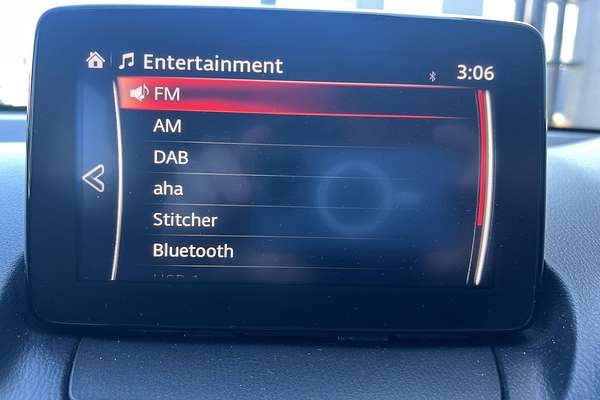 Entertainment
3:06
FM
AM
DAB
aha
Stitcher
Bluetooth